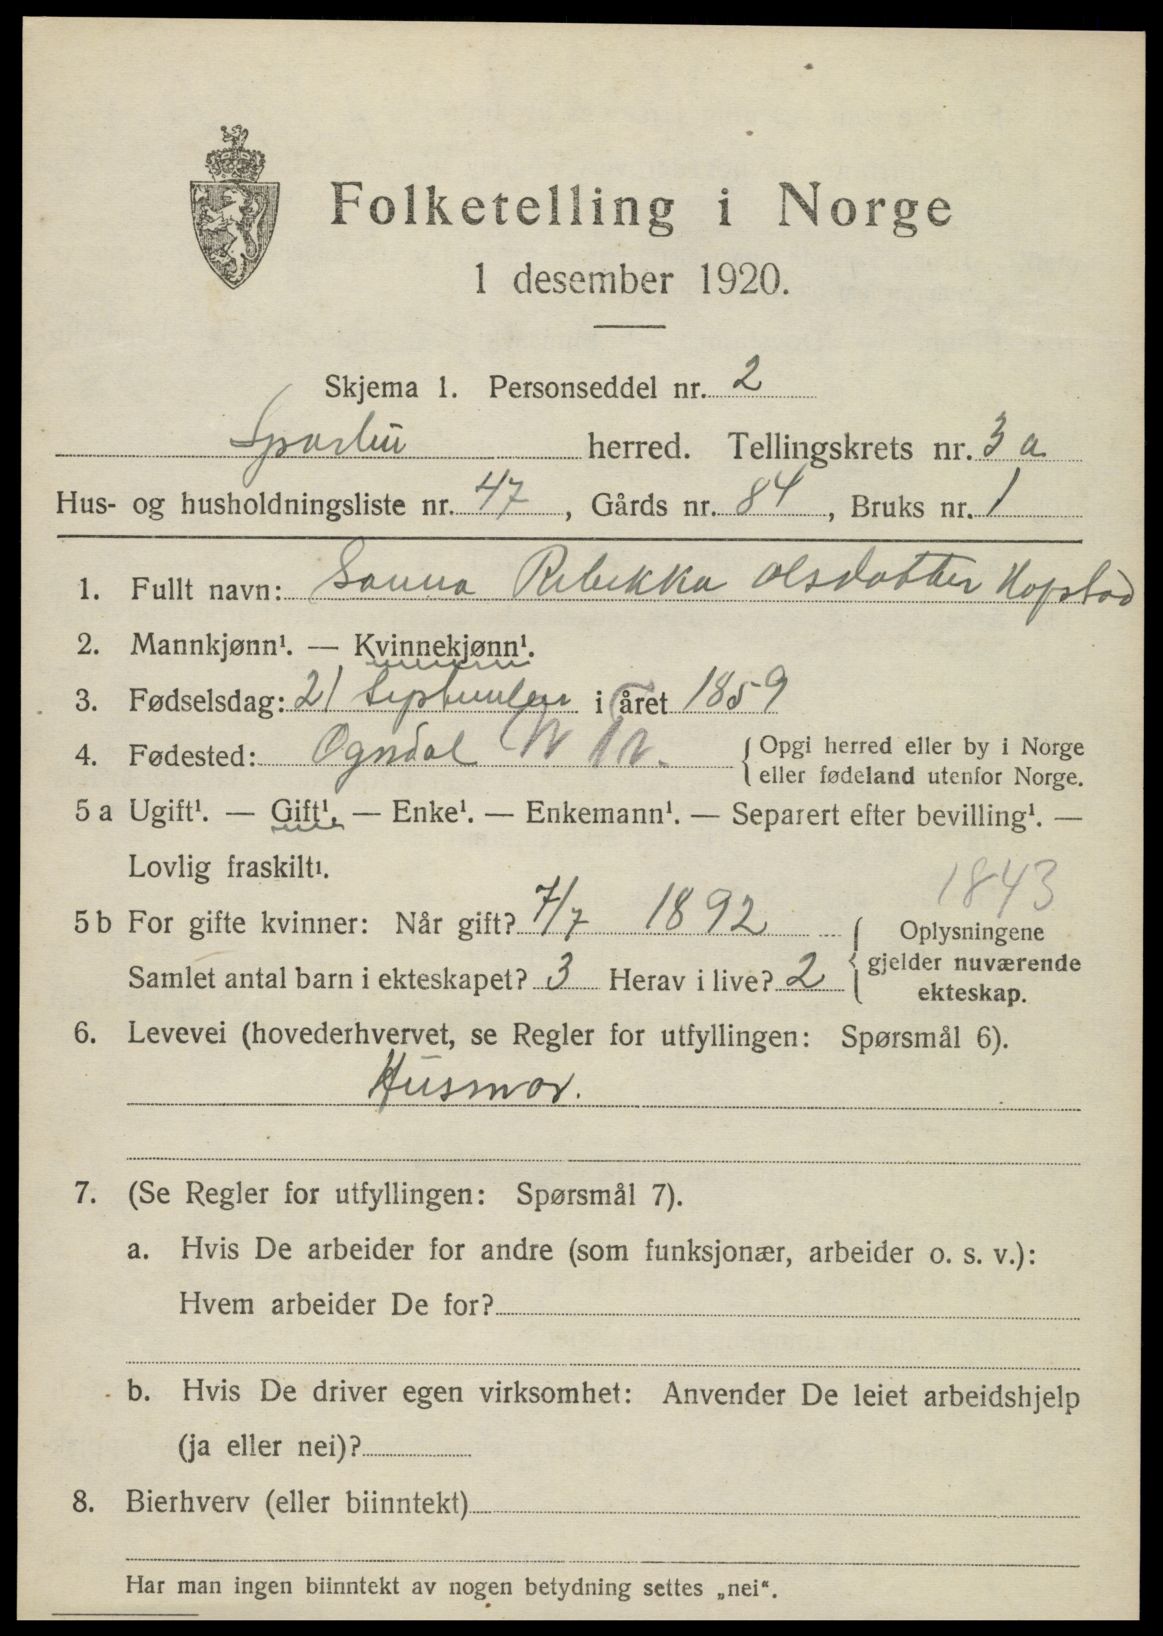 Folketelling i Norge
1 desember 1920.
Skjema 1. Personseddel nr. 2
Sparbu herred. Tellingskrets nr. 3 a
Hus- og husholdningsliste nr. 47, Gårds nr. 84, Bruks nr. 1
1. Fullt navn: Sanna Rebekka Olsdatter Hopstad
2. Mannkjønn¹. — Kvinnekjønn¹.
3. Fødselsdag: 21 September i året 1859
4. Fødested: Ogndal N Tr. { Opgi herred eller by i Norge
eller fødeland utenfor Norge.
5 a Ugift¹. — Gift¹. — Enke¹. — Enkemann¹. — Separert efter bevilling¹. —
Lovlig fraskilt¹.
1843
5 b For gifte kvinner: Når gift? 7/7 1892 { Oplysningene
gjelder nuværende
ekteskap.
Samlet antal barn i ekteskapet? 3 Herav i live? 2
6. Levevei (hovederhvervet, se Regler for utfyllingen: Spørsmål 6).
Husmor.
7. (Se Regler for utfyllingen: Spørsmål 7).
a. Hvis De arbeider for andre (som funksjonær, arbeider o. s. v.):
Hvem arbeider De for?
b. Hvis De driver egen virksomhet: Anvender De leiet arbeidshjelp
(ja eller nei)?
8. Bierhverv (eller biinntekt)
Har man ingen biinntekt av nogen betydning settes „nei“.